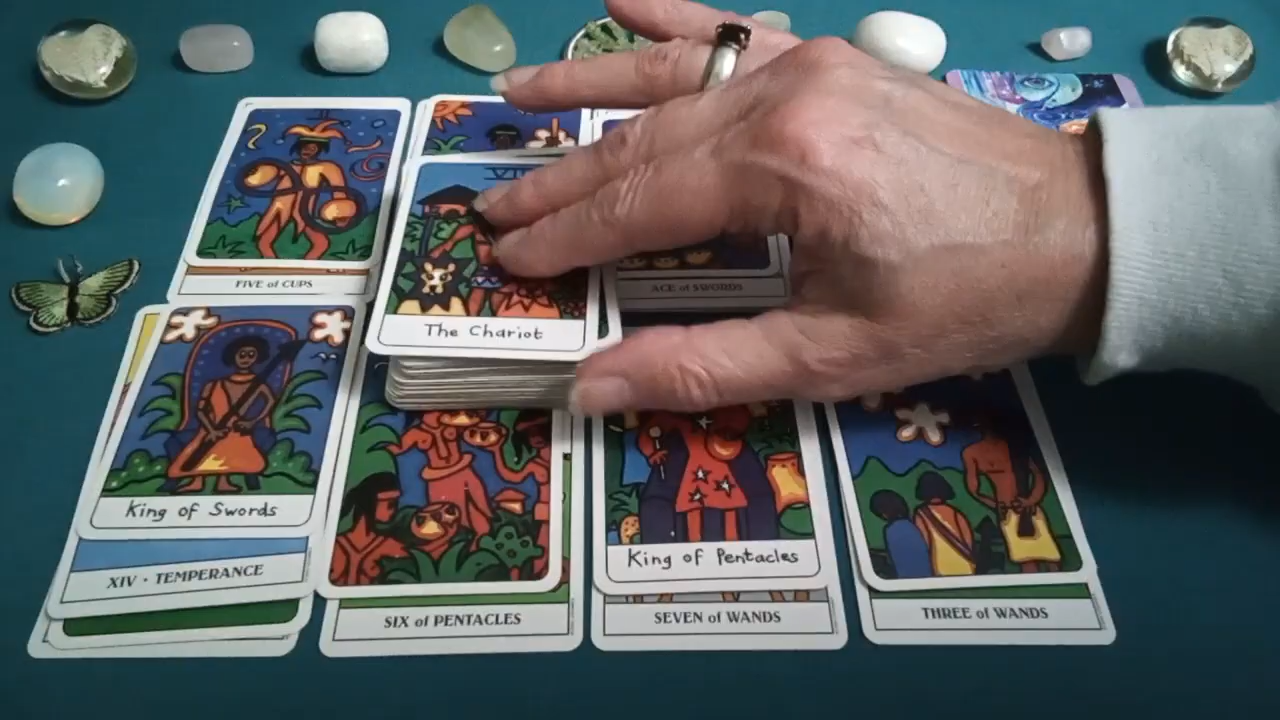 FIVE of CUPS
The Chariot
ACE of SWORDS
King of Swords
XIV • TEMPERANCE
SIX of PENTACLES
King of Pentacles
SEVEN of WANDS
THREE of WANDS